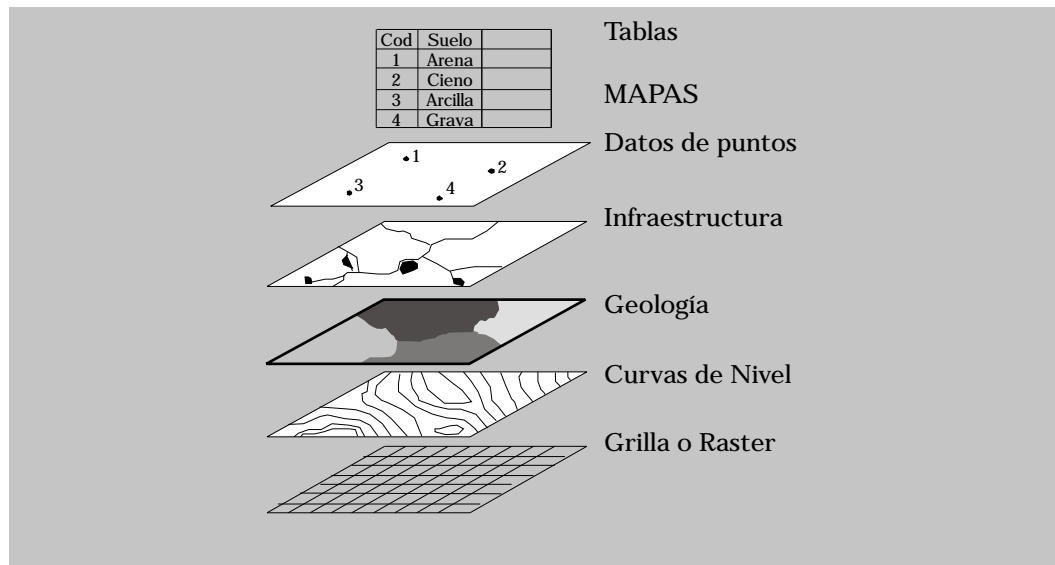 Tablas
Cod Suelo
1 Arena
2 Cieno
3 Arcilla
4 Grava
MAPAS
Datos de puntos
1
2
3
4
Infraestructura
Geología
Curvas de Nivel
Grilla o Raster